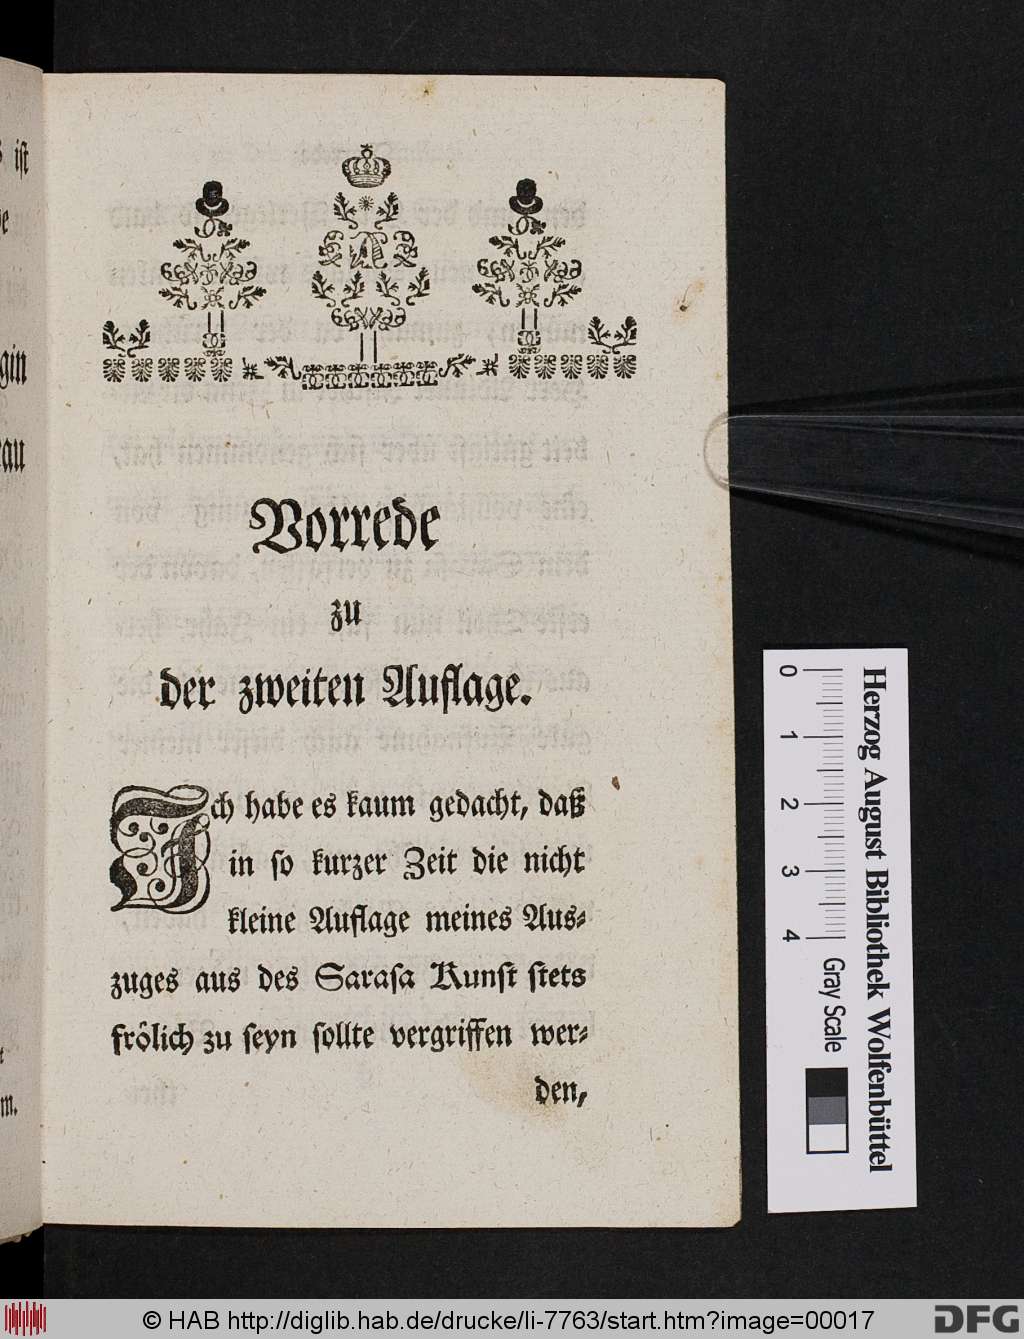 ist
gin
rau
m.
Vorrede
zu
der zweiten Auflage.
Ich habe es kaum gedacht, daß
in so kurzer Zeit die nicht
kleine Auflage meines Aus⸗
zuges aus des Sarasa Kunst stets
frölich zu seyn sollte vergriffen wer⸗
den,
Herzog August Bibliothek Wolfenbüttel
0 1 2 3 4 Gray Scale
© HAB http://diglib.hab.de/drucke/li-7763/start.htm?image=00017
DFG